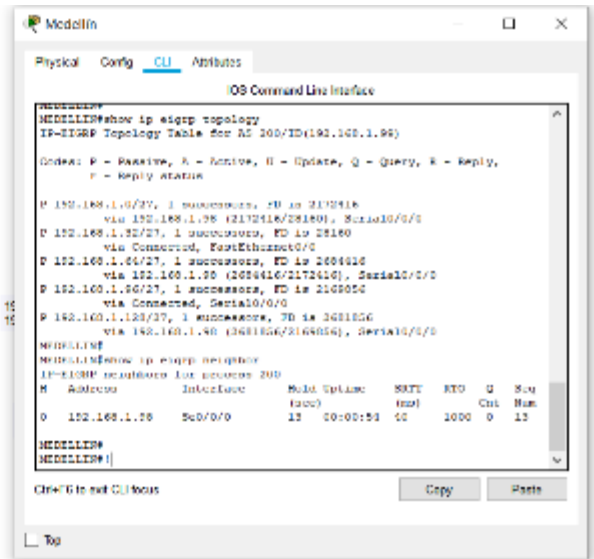 Medellín
Physical Config CLI Attributes
IOS Command Line Interface
MEDELLIN#
MEDELLIN#show ip eigrp topology
IP-EIGRP Topology Table for AS 200/ID(192.168.1.99)
Codes: P - Passive, A - Active, U - Update, Q - Query, R - Reply,
r - Reply status
P 192.168.1.0/27, 1 successors, FD is 2172416
via 192.168.1.98 (2172416/28160), Serial0/0/0
P 192.168.1.32/27, 1 successors, FD is 28160
via Connected, FastEthernet0/0
P 192.168.1.64/27, 1 successors, FD is 2684416
via 192.168.1.98 (2684416/2172416), Serial0/0/0
P 192.168.1.96/27, 1 successors, FD is 2169856
via Connected, Serial0/0/0
P 192.168.1.128/27, 1 successors, FD is 2681856
via 192.168.1.98 (2681856/2169856), Serial0/0/0
MEDELLIN#
MEDELLIN#show ip eigrp neighbor
IP-EIGRP neighbors for process 200
H Address Interface Hold Uptime SRTT RTO Q Seq
(sec) (ms) Cnt Num
0 192.168.1.98 Se0/0/0 13 00:00:54 40 1000 0 13
MEDELLIN#
MEDELLIN#
Ctrl+F6 to exit CLI focus
Copy Paste
Top